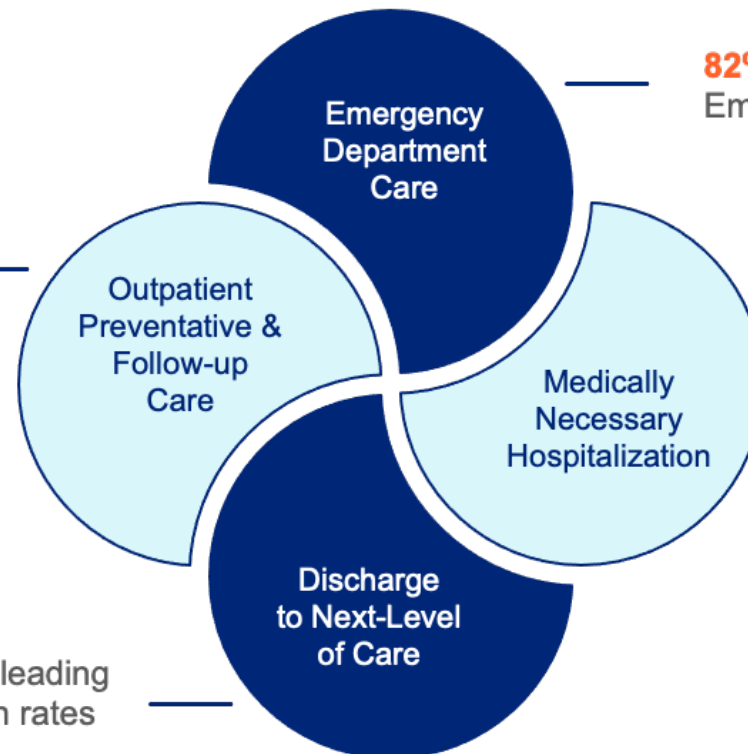 82
Emergency
Department
Care
Outpatient
Preventative &
Follow-up
Care
Medically
Necessary
Hospitalization
Discharge
to Next-Level
of Care
leading
rates